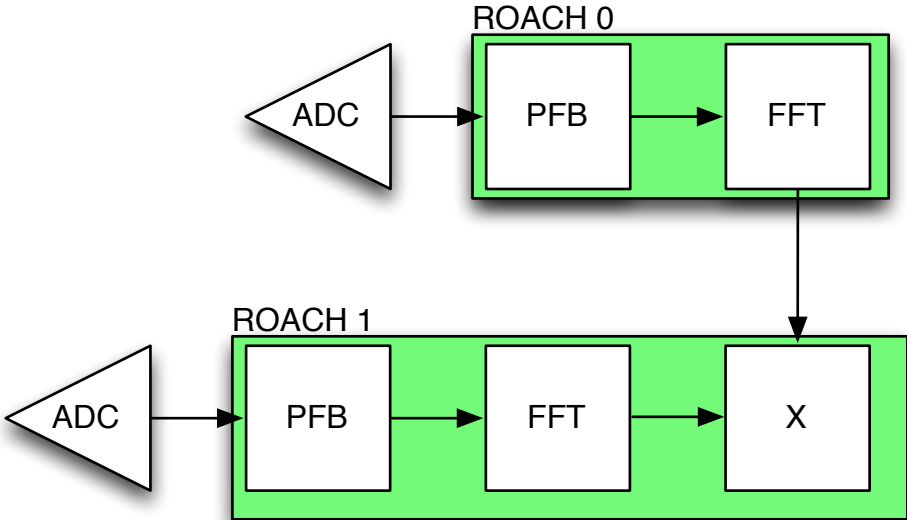 ROACH 0
ADC
PFB
FFT
ROACH 1
ADC
PFB
FFT
X